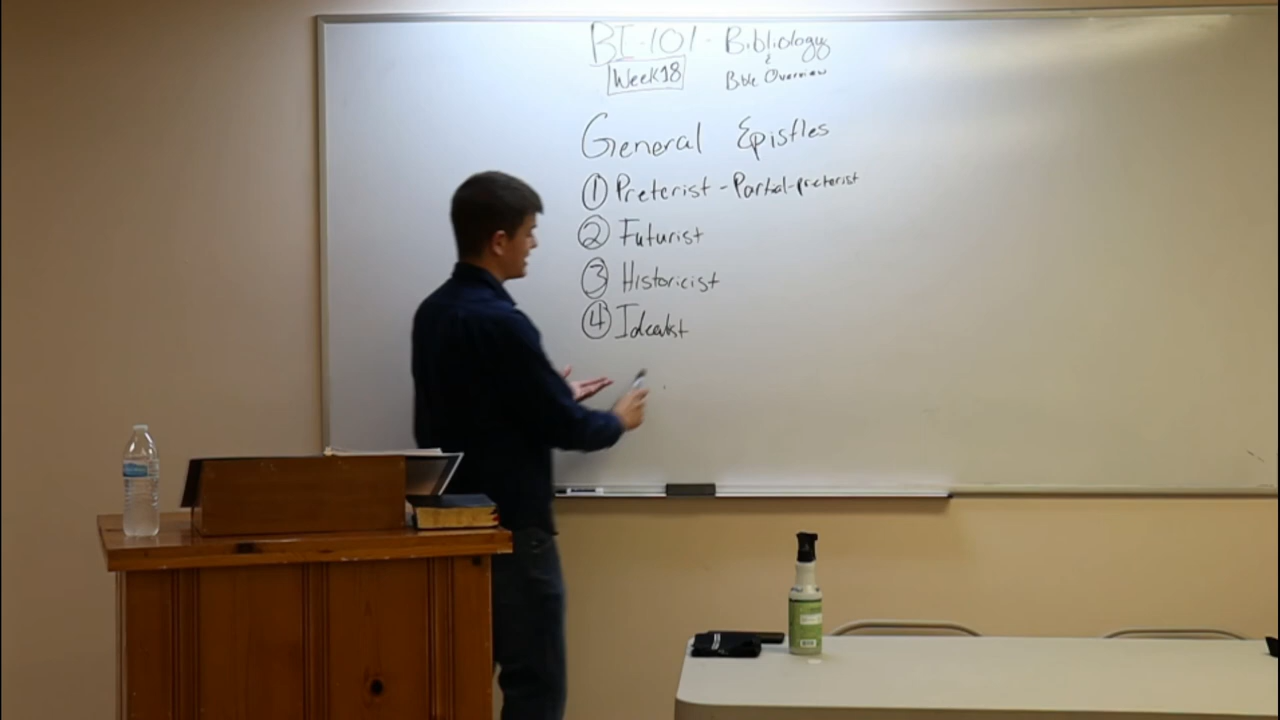 BI-101 - Bibliology
&
Week 18 Bible Overview
General Epistles
① Preterist - Partial-preterist
② Futurist
③ Historicist
④ Idealist